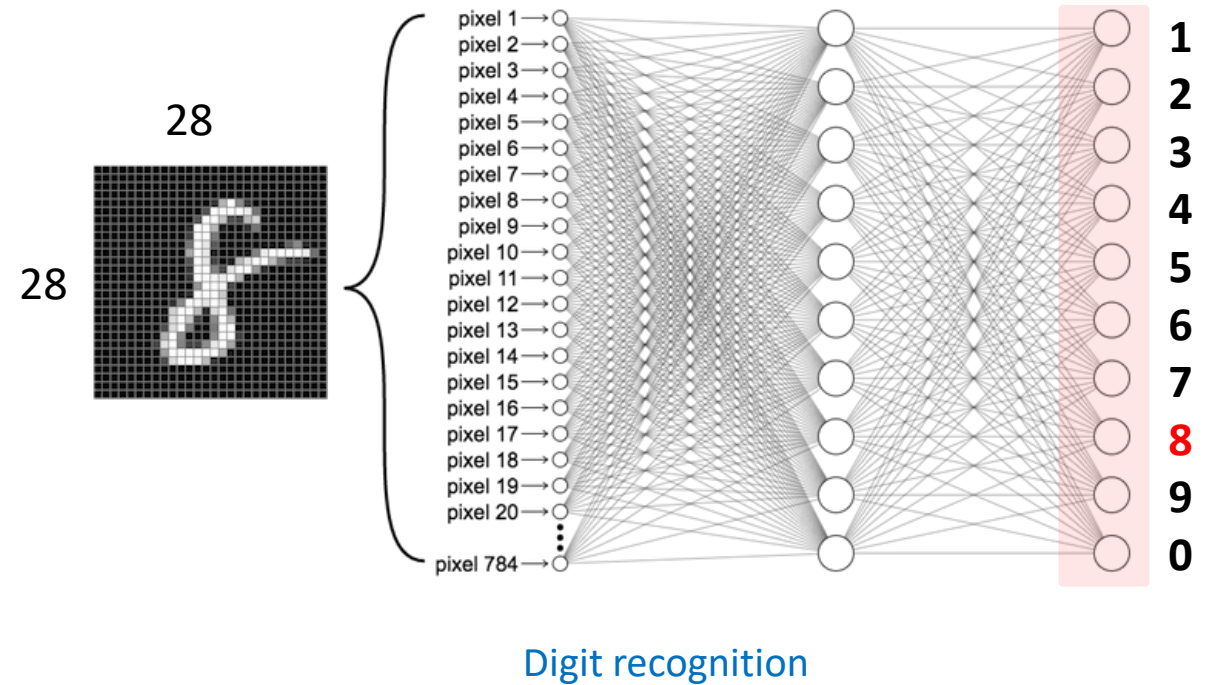 28
28
pixel 1
pixel 2
pixel 3
pixel 4
pixel 5
pixel 6
pixel 7
pixel 8
pixel 9
pixel 10
pixel 11
pixel 12
pixel 13
pixel 14
pixel 15
pixel 16
pixel 17
pixel 18
pixel 19
pixel 20
pixel 784
1
2
3
4
5
6
7
8
9
0
Digit recognition